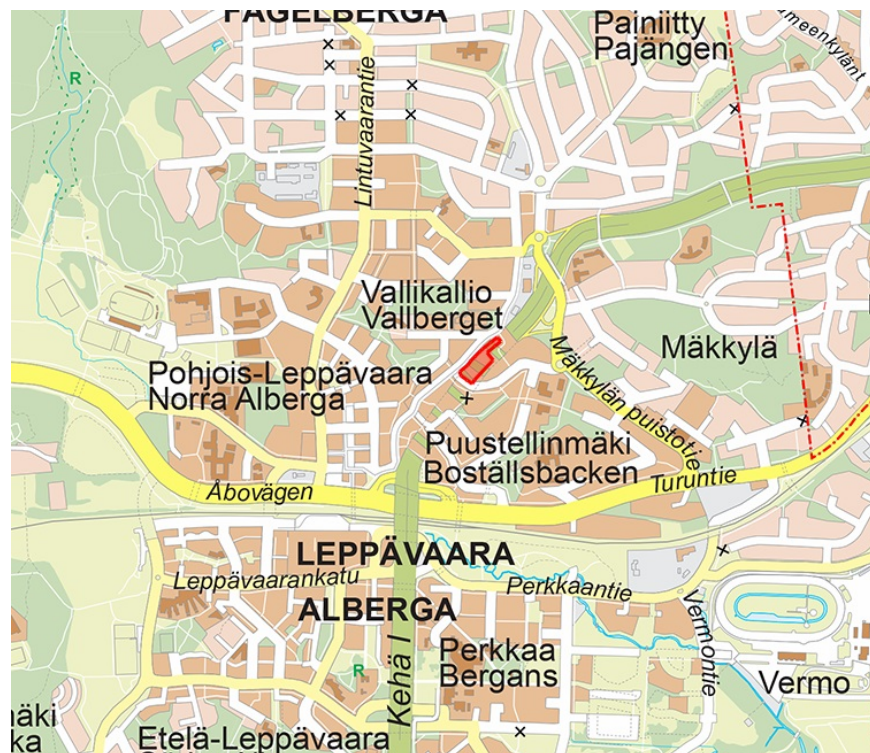 FÅGELBERGA
Painiitty
Pajängen
Lintuvaarantie
R
Vallikallio
Vallberget
Mäkkylä
Mäkkylän puistotie
Pohjois-Leppävaara
Norra Alberga
Puustellinmäki
Boställsbacken
Turuntie
Åbovägen
LEPPÄVAARA
ALBERGA
Leppävaarankatu
Perkkaantie
Vermontie
Kehä I
Perkkaa
Bergans
R
Vermo
Etelä-Leppävaara